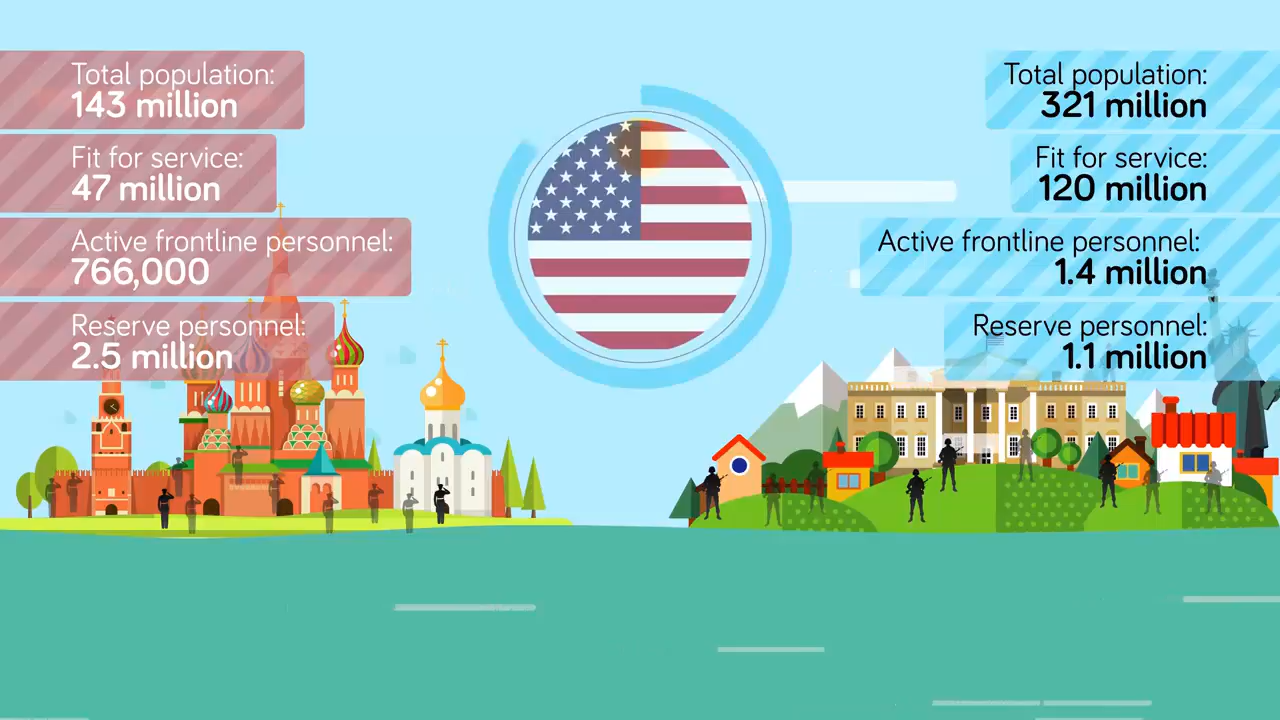 Total population:
143 million
Fit for service:
47 million
Active frontline personnel:
766,000
Reserve personnel:
2.5 million
Total population:
321 million
Fit for service:
120 million
Active frontline personnel:
1.4 million
Reserve personnel:
1.1 million